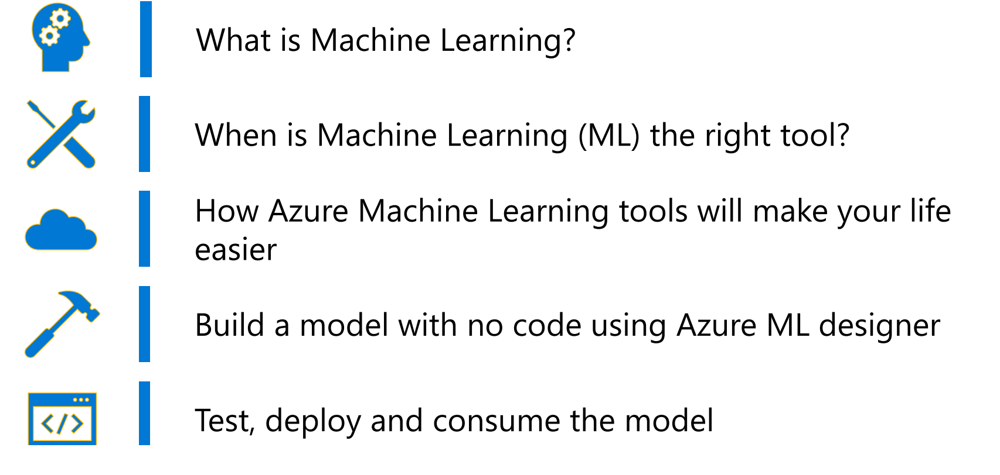 What is Machine Learning?
When is Machine Learning (ML) the right tool?
How Azure Machine Learning tools will make your life
easier
Build a model with no code using Azure ML designer
Test, deploy and consume the model